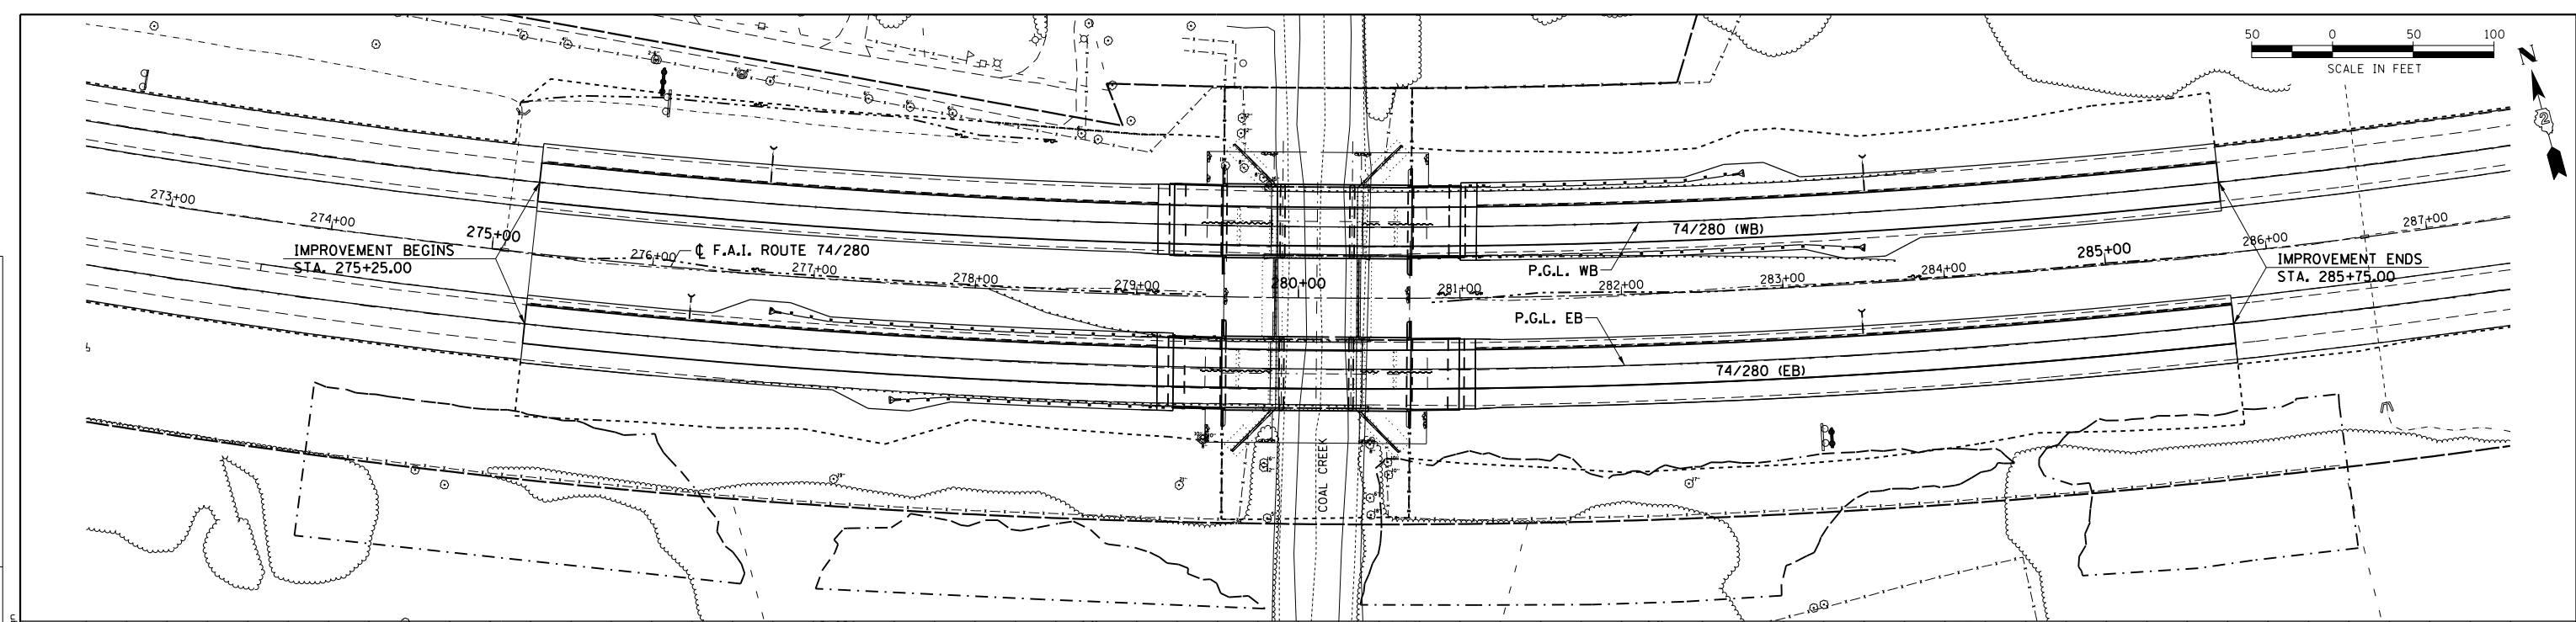 50 0 50 100
SCALE IN FEET
N
2
273+00
274+00
275+00
276+00
277+00
278+00
279+00
280+00
281+00
282+00
283+00
284+00
285+00
286+00
287+00
IMPROVEMENT BEGINS
STA. 275+25.00
℄ F.A.I. ROUTE 74/280
74/280 (WB)
P.G.L. WB
P.G.L. EB
74/280 (EB)
IMPROVEMENT ENDS
STA. 285+75.00
COAL CREEK